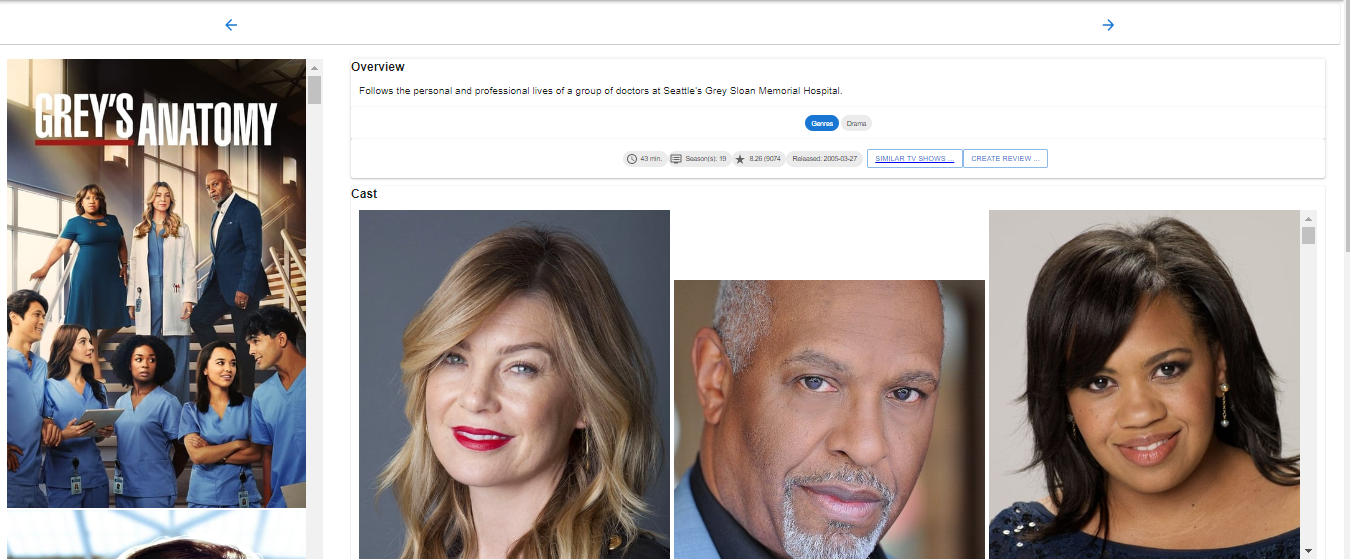 GREY'S ANATOMY
Overview
Follows the personal and professional lives of a group of doctors at Seattle's Grey Sloan Memorial Hospital.
Genres Drama
43 min. Season(s): 19 8.26 (9074 Released: 2005-03-27 SIMILAR TV SHOWS ... CREATE REVIEW ...
Cast